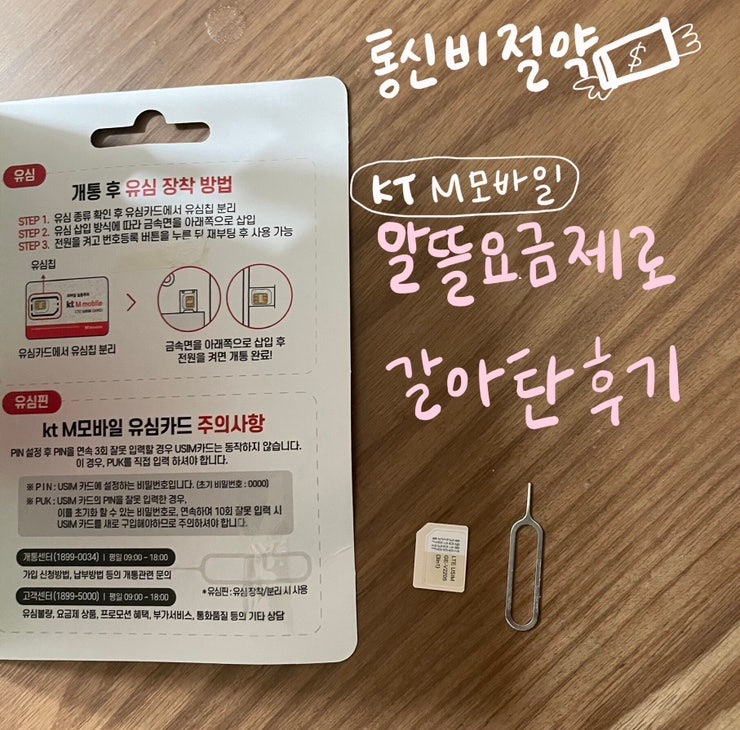 통신비절약
$
KT M모바일
알뜰요금제로
갈아탄후기
유심
개통 후 유심 장착 방법
STEP 1. 유심 종류 확인 후 유심카드에서 유심칩 분리
STEP 2. 유심 삽입 방식에 따라 금속면을 아래쪽으로 삽입
STEP 3. 전원을 켜고 번호등록 버튼을 누른 뒤 재부팅 후 사용 가능
유심칩
kt M mobile
유심카드에서 유심칩 분리
금속면을 아래쪽으로 삽입 후
전원을 켜면 개통 완료!
유심핀
kt M모바일 유심카드 주의사항
PIN 설정 후 PIN을 연속 3회 잘못 입력할 경우 USIM카드는 동작하지 않습니다.
이 경우, PUK를 직접 입력 하셔야 합니다.
※ PIN : USIM 카드에 설정하는 비밀번호입니다. (초기 비밀번호 : 0000)
※ PUK : USIM 카드의 PIN을 잘못 입력한 경우,
이를 초기화 할 수 있는 비밀번호로, 연속하여 10회 잘못 입력 시
USIM 카드를 새로 구입해야하므로 주의하셔야 합니다.
개통센터(1899-0034) | 평일 09:00 ~ 18:00
가입 신청방법, 납부방법 등의 개통관련 문의
*유심핀 : 유심 장착/분리 시 사용
고객센터(1899-5000) | 평일 09:00 ~ 18:00
유심불량, 요금제 상품, 프로모션 혜택, 부가서비스, 통화품질 등의 기타 상담
LTE USIM